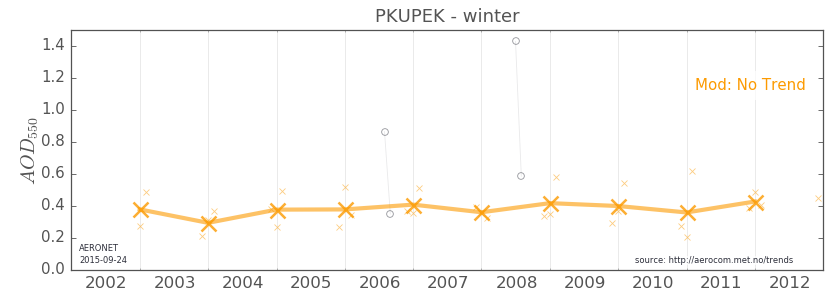 PKUPEK - winter
1.4
1.2
1.0
0.8
0.6
0.4
0.2
0.0
AOD550
Mod: No Trend
AERONET
2015-09-24
source: http://aerocom.met.no/trends
2002 2003 2004 2005 2006 2007 2008 2009 2010 2011 2012